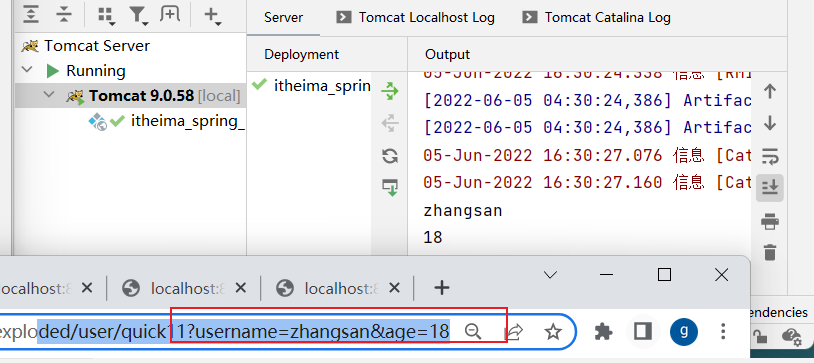 Tomcat Server
Running
Tomcat 9.0.58 [local]
itheima_spring_
Server
Tomcat Localhost Log
Tomcat Catalina Log
Deployment
Output
itheima_sprin
05-Jun-2022 16:30:24.338 信息 [RMI
[2022-06-05 04:30:24,386] Artifac
[2022-06-05 04:30:24,386] Artifac
05-Jun-2022 16:30:27.076 信息 [Cat
05-Jun-2022 16:30:27.160 信息 [Cat
zhangsan
18
localhost:8
localhost:8
localhost:8
exploded/user/quick11?username=zhangsan&age=18
g
endencies